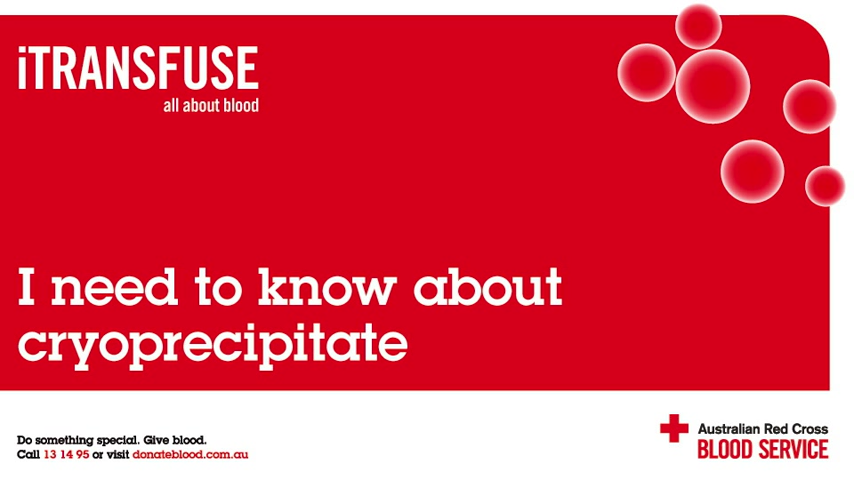 iTRANSFUSE
all about blood
I need to know about
cryoprecipitate
Do something special. Give blood.
Call 13 14 95 or visit donateblood.com.au
Australian Red Cross
BLOOD SERVICE